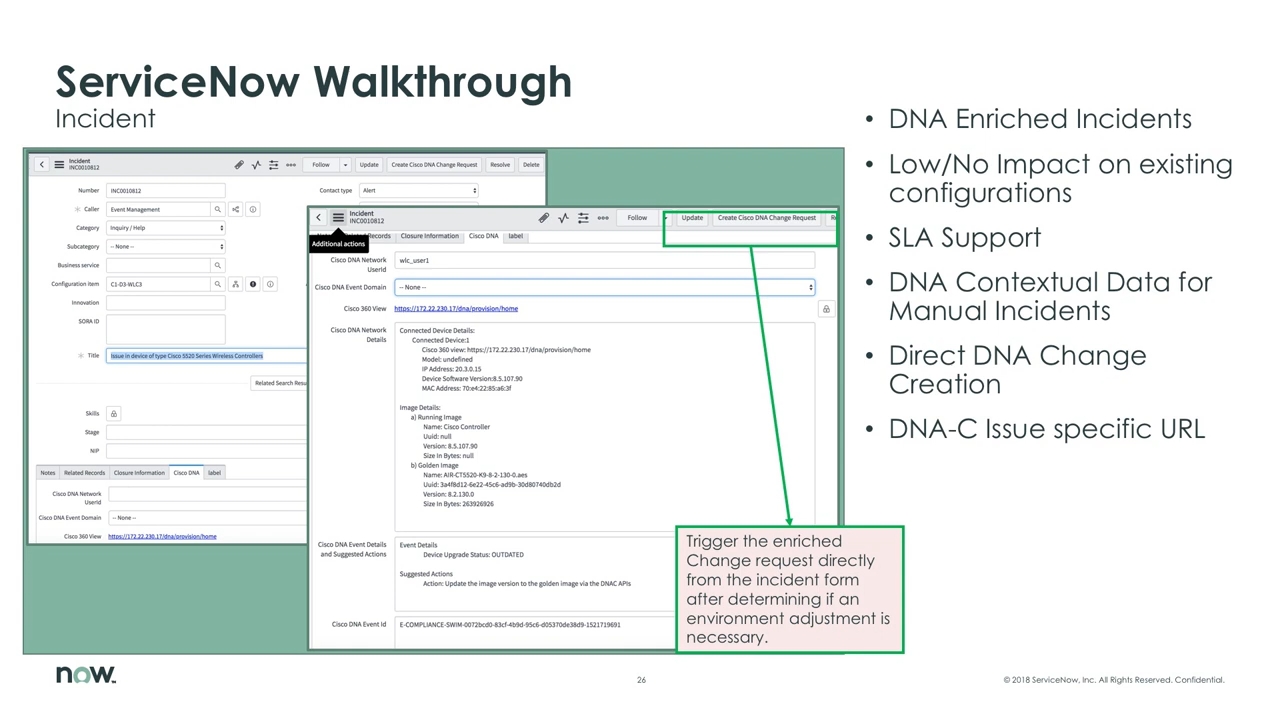 ServiceNow Walkthrough
Incident
Incident
INC0010812
Follow
Update
Create Cisco DNA Change Request
Resolve
Delete
Number
INC0010812
Contact type
Alert
Caller
Event Management
Category
Inquiry / Help
Subcategory
-- None --
Business service
Configuration item
C1-D3-WLC3
Innovation
SORA ID
Title
Issue in device of type Cisco 5520 Series Wireless Controllers
Related Search Resu
Skills
Stage
NIP
Notes
Related Records
Closure Information
Cisco DNA
label
Cisco DNA Network
UserId
Cisco DNA Event Domain
-- None --
Cisco 360 View
https://172.22.230.17/dna/provision/home
Incident
INC0010812
Follow
Update
Create Cisco DNA Change Request
Additional actions
Records
Closure Information
Cisco DNA
label
Cisco DNA Network
UserId
wlc_user1
Cisco DNA Event Domain
-- None --
Cisco 360 View
https://172.22.230.17/dna/provision/home
Cisco DNA Network
Details
Connected Device Details:
Connected Device:1
Cisco 360 view: https://172.22.230.17/dna/provision/home
Model: undefined
IP Address: 20.3.0.15
Device Software Version:8.5.107.90
MAC Address: 70:e4:22:85:a6:3f
Image Details:
a) Running Image
Name: Cisco Controller
Uuid: null
Version: 8.5.107.90
Size In Bytes: null
b) Golden Image
Name: AIR-CT5520-K9-8-2-130-0.aes
Uuid: 3a4f8d12-6e22-45c6-ad9b-30d80740db2d
Version: 8.2.130.0
Size In Bytes: 263926926
Cisco DNA Event Details
and Suggested Actions
Event Details
Device Upgrade Status: OUTDATED
Suggested Actions
Action: Update the image version to the golden image via the DNAC APIs
Cisco DNA Event Id
E-COMPLIANCE-SWIM-0072bcd0-83cf-4b9d-95c6-d05370de38d9-1521719691
Trigger the enriched
Change request directly
from the incident form
after determining if an
environment adjustment is
necessary.
• DNA Enriched Incidents
• Low/No Impact on existing
configurations
• SLA Support
• DNA Contextual Data for
Manual Incidents
• Direct DNA Change
Creation
• DNA-C Issue specific URL
now
26
© 2018 ServiceNow, Inc. All Rights Reserved. Confidential.